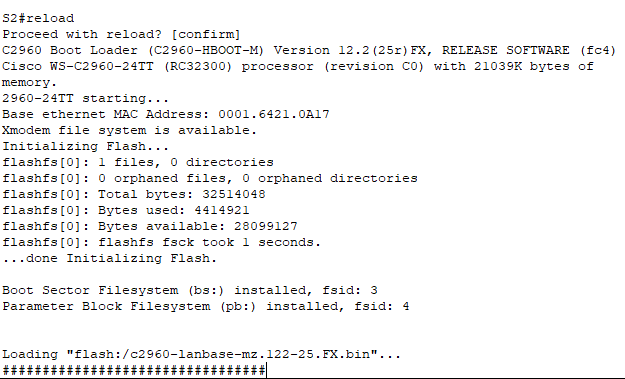 S2#reload
Proceed with reload? [confirm]
C2960 Boot Loader (C2960-HBOOT-M) Version 12.2(25r)FX, RELEASE SOFTWARE (fc4)
Cisco WS-C2960-24TT (RC32300) processor (revision C0) with 21039K bytes of
memory.
2960-24TT starting...
Base ethernet MAC Address: 0001.6421.0A17
Xmodem file system is available.
Initializing Flash...
flashfs[0]: 1 files, 0 directories
flashfs[0]: 0 orphaned files, 0 orphaned directories
flashfs[0]: Total bytes: 32514048
flashfs[0]: Bytes used: 4414921
flashfs[0]: Bytes available: 28099127
flashfs[0]: flashfs fsck took 1 seconds.
...done Initializing Flash.
Boot Sector Filesystem (bs:) installed, fsid: 3
Parameter Block Filesystem (pb:) installed, fsid: 4
Loading "flash:/c2960-lanbase-mz.122-25.FX.bin"...
#################################